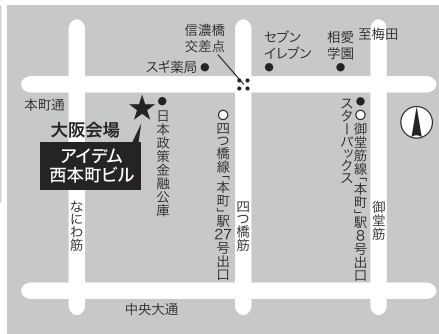 信濃橋
交差点
セブン
イレブン
相愛
学園
至梅田
スギ薬局
本町通
大阪会場
アイデム
西本町ビル
日本政策金融公庫
四つ橋線「本町」駅27号出口
スターバックス
御堂筋線「本町」駅8号出口
なにわ筋
四つ橋筋
御堂筋
中央大通